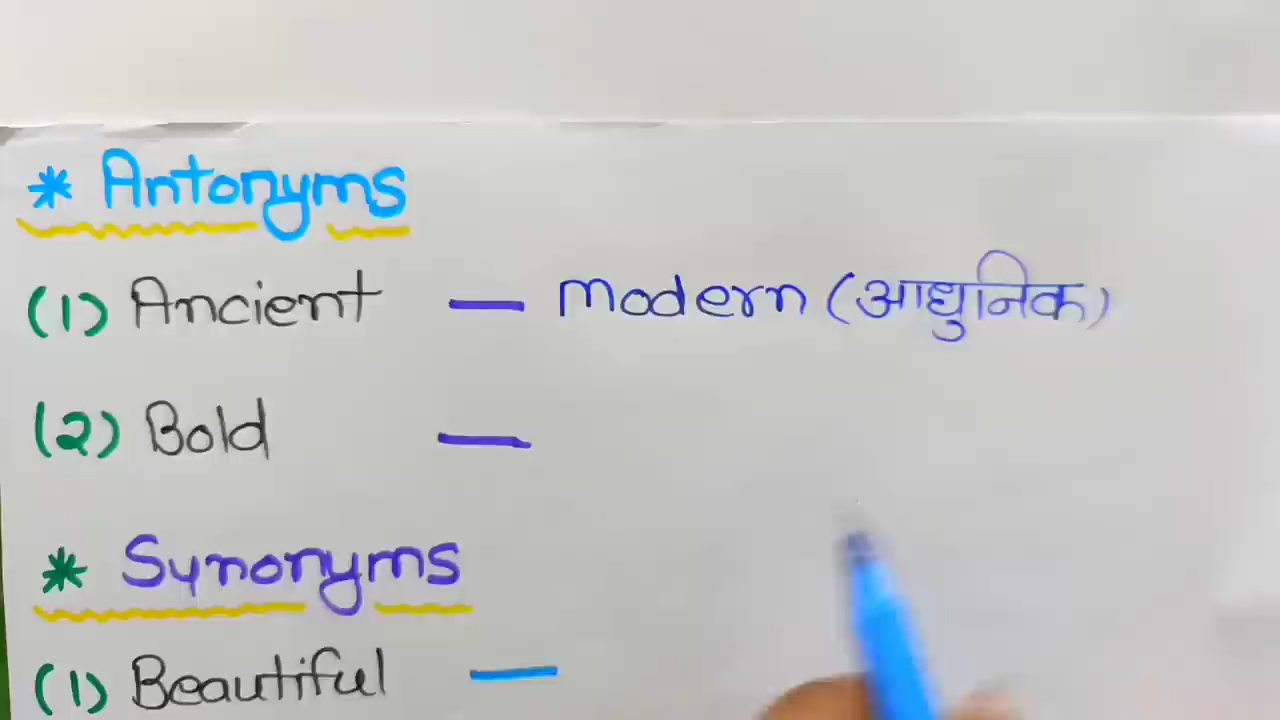 * Antonyms
(1) Ancient — Modern (आधुनिक)
(2) Bold —
* Synonyms
(1) Beautiful —